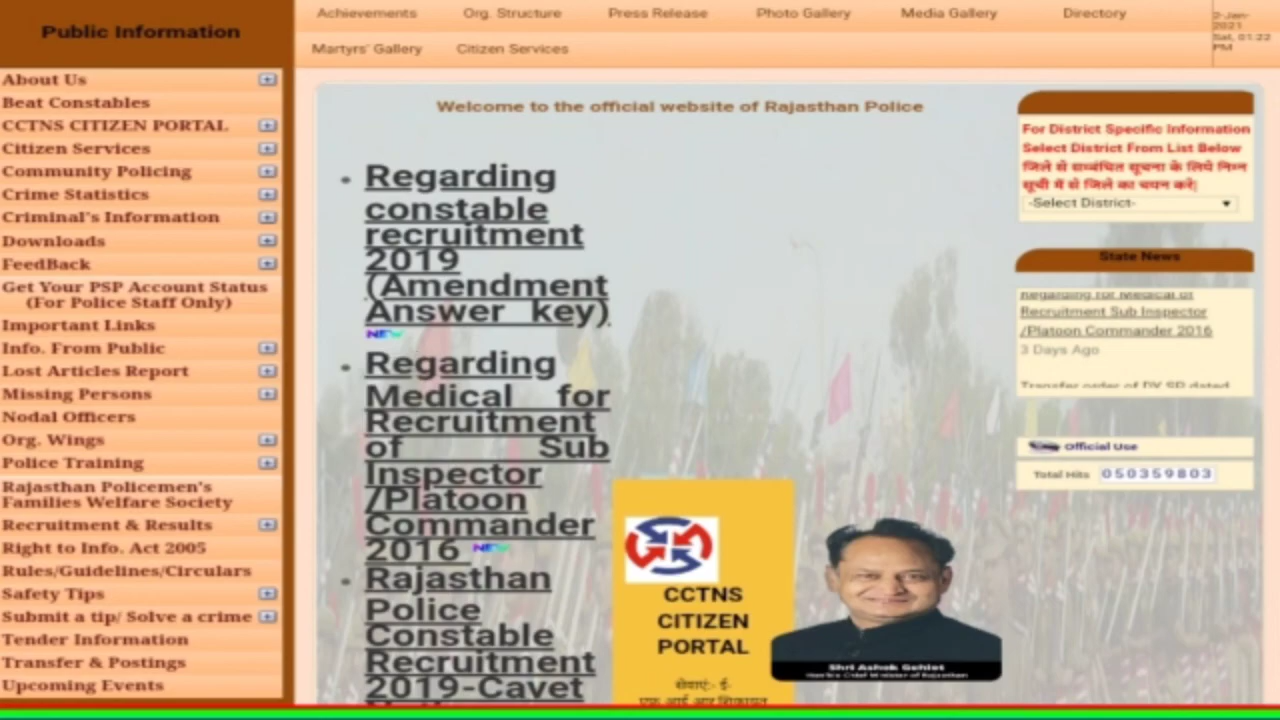 Public Information
Achievements Org. Structure Press Release Photo Gallery Media Gallery Directory
Martyrs' Gallery Citizen Services
2-Jan-
2021
Sat, 01:22
PM
About Us
Beat Constables
CCTNS CITIZEN PORTAL
Citizen Services
Community Policing
Crime Statistics
Criminal's Information
Downloads
FeedBack
Get Your PSP Account Status
(For Police Staff Only)
Important Links
Info. From Public
Lost Articles Report
Missing Persons
Nodal Officers
Org. Wings
Police Training
Rajasthan Policemen's
Families Welfare Society
Recruitment & Results
Right to Info. Act 2005
Rules/Guidelines/Circulars
Safety Tips
Submit a tip/ Solve a crime
Tender Information
Transfer & Postings
Upcoming Events
Welcome to the official website of Rajasthan Police
Regarding
constable
recruitment
2019
(Amendment
Answer key)
NEW
Regarding
Medical for
Recruitment
of Sub
Inspector
/Platoon
Commander
2016 NEW
Rajasthan
Police
Constable
Recruitment
2019-Cavet
CCTNS
CITIZEN
PORTAL
सेवाएं:- ई-
एफ आई आर शिकायत
Shri Ashok Gehlot
Hon'ble Chief Minister of Rajasthan
For District Specific Information
Select District From List Below
जिले से सम्बंधित सूचना के लिये निम्न
सूची में से जिले का चयन करे|
-Select District-
State News
Regarding for Medical of
Recruitment Sub Inspector
/Platoon Commander 2016
3 Days Ago
Transfer order of DY SP dated
Official Use
Total Hits 050359803